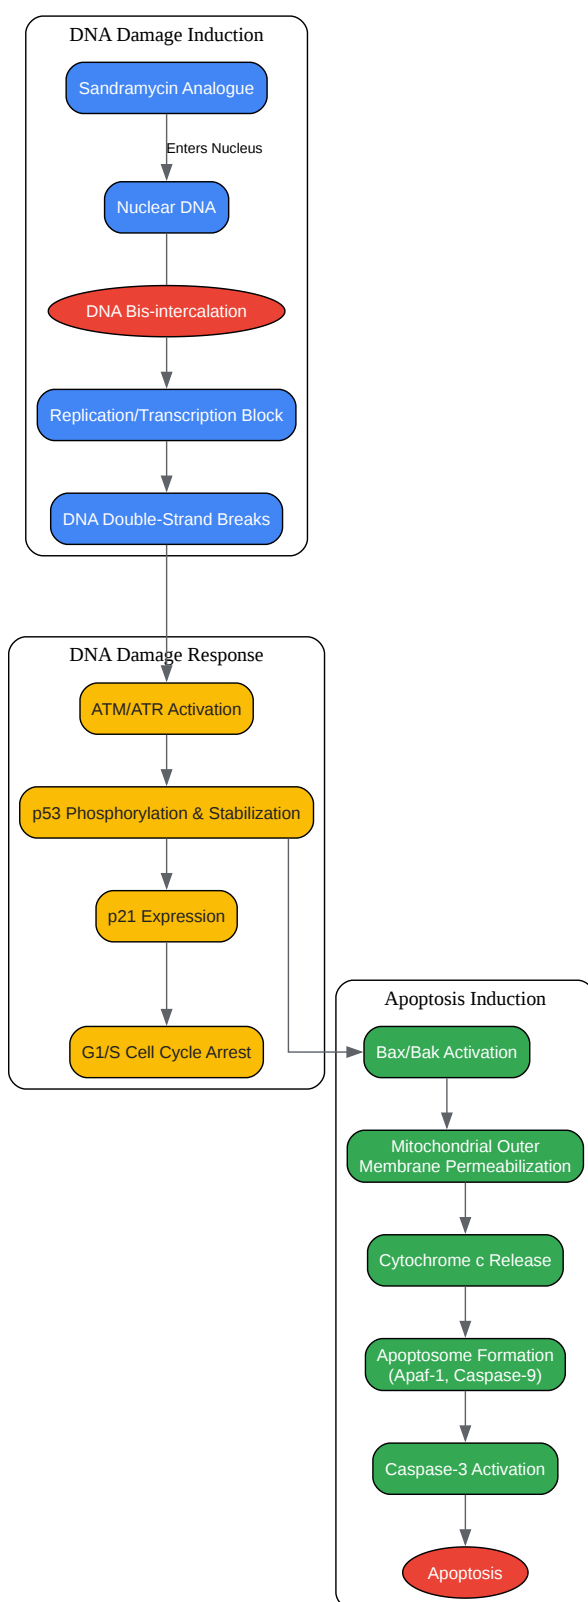 DNA Damage Induction
Sandramycin Analogue
Enters Nucleus
Nuclear DNA
DNA Bis-intercalation
Replication/Transcription Block
DNA Double-Strand Breaks
DNA Damage Response
ATM/ATR Activation
p53 Phosphorylation & Stabilization
p21 Expression
G1/S Cell Cycle Arrest
Apoptosis Induction
Bax/Bak Activation
Mitochondrial Outer
Membrane Permeabilization
Cytochrome c Release
Apoptosome Formation
(Apaf-1, Caspase-9)
Caspase-3 Activation
Apoptosis